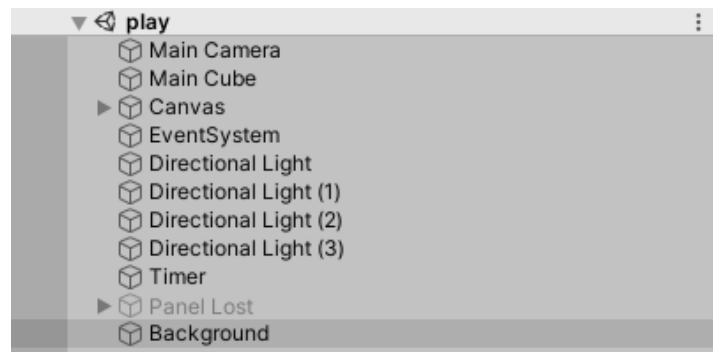 play
Main Camera
Main Cube
Canvas
EventSystem
Directional Light
Directional Light (1)
Directional Light (2)
Directional Light (3)
Timer
Panel Lost
Background